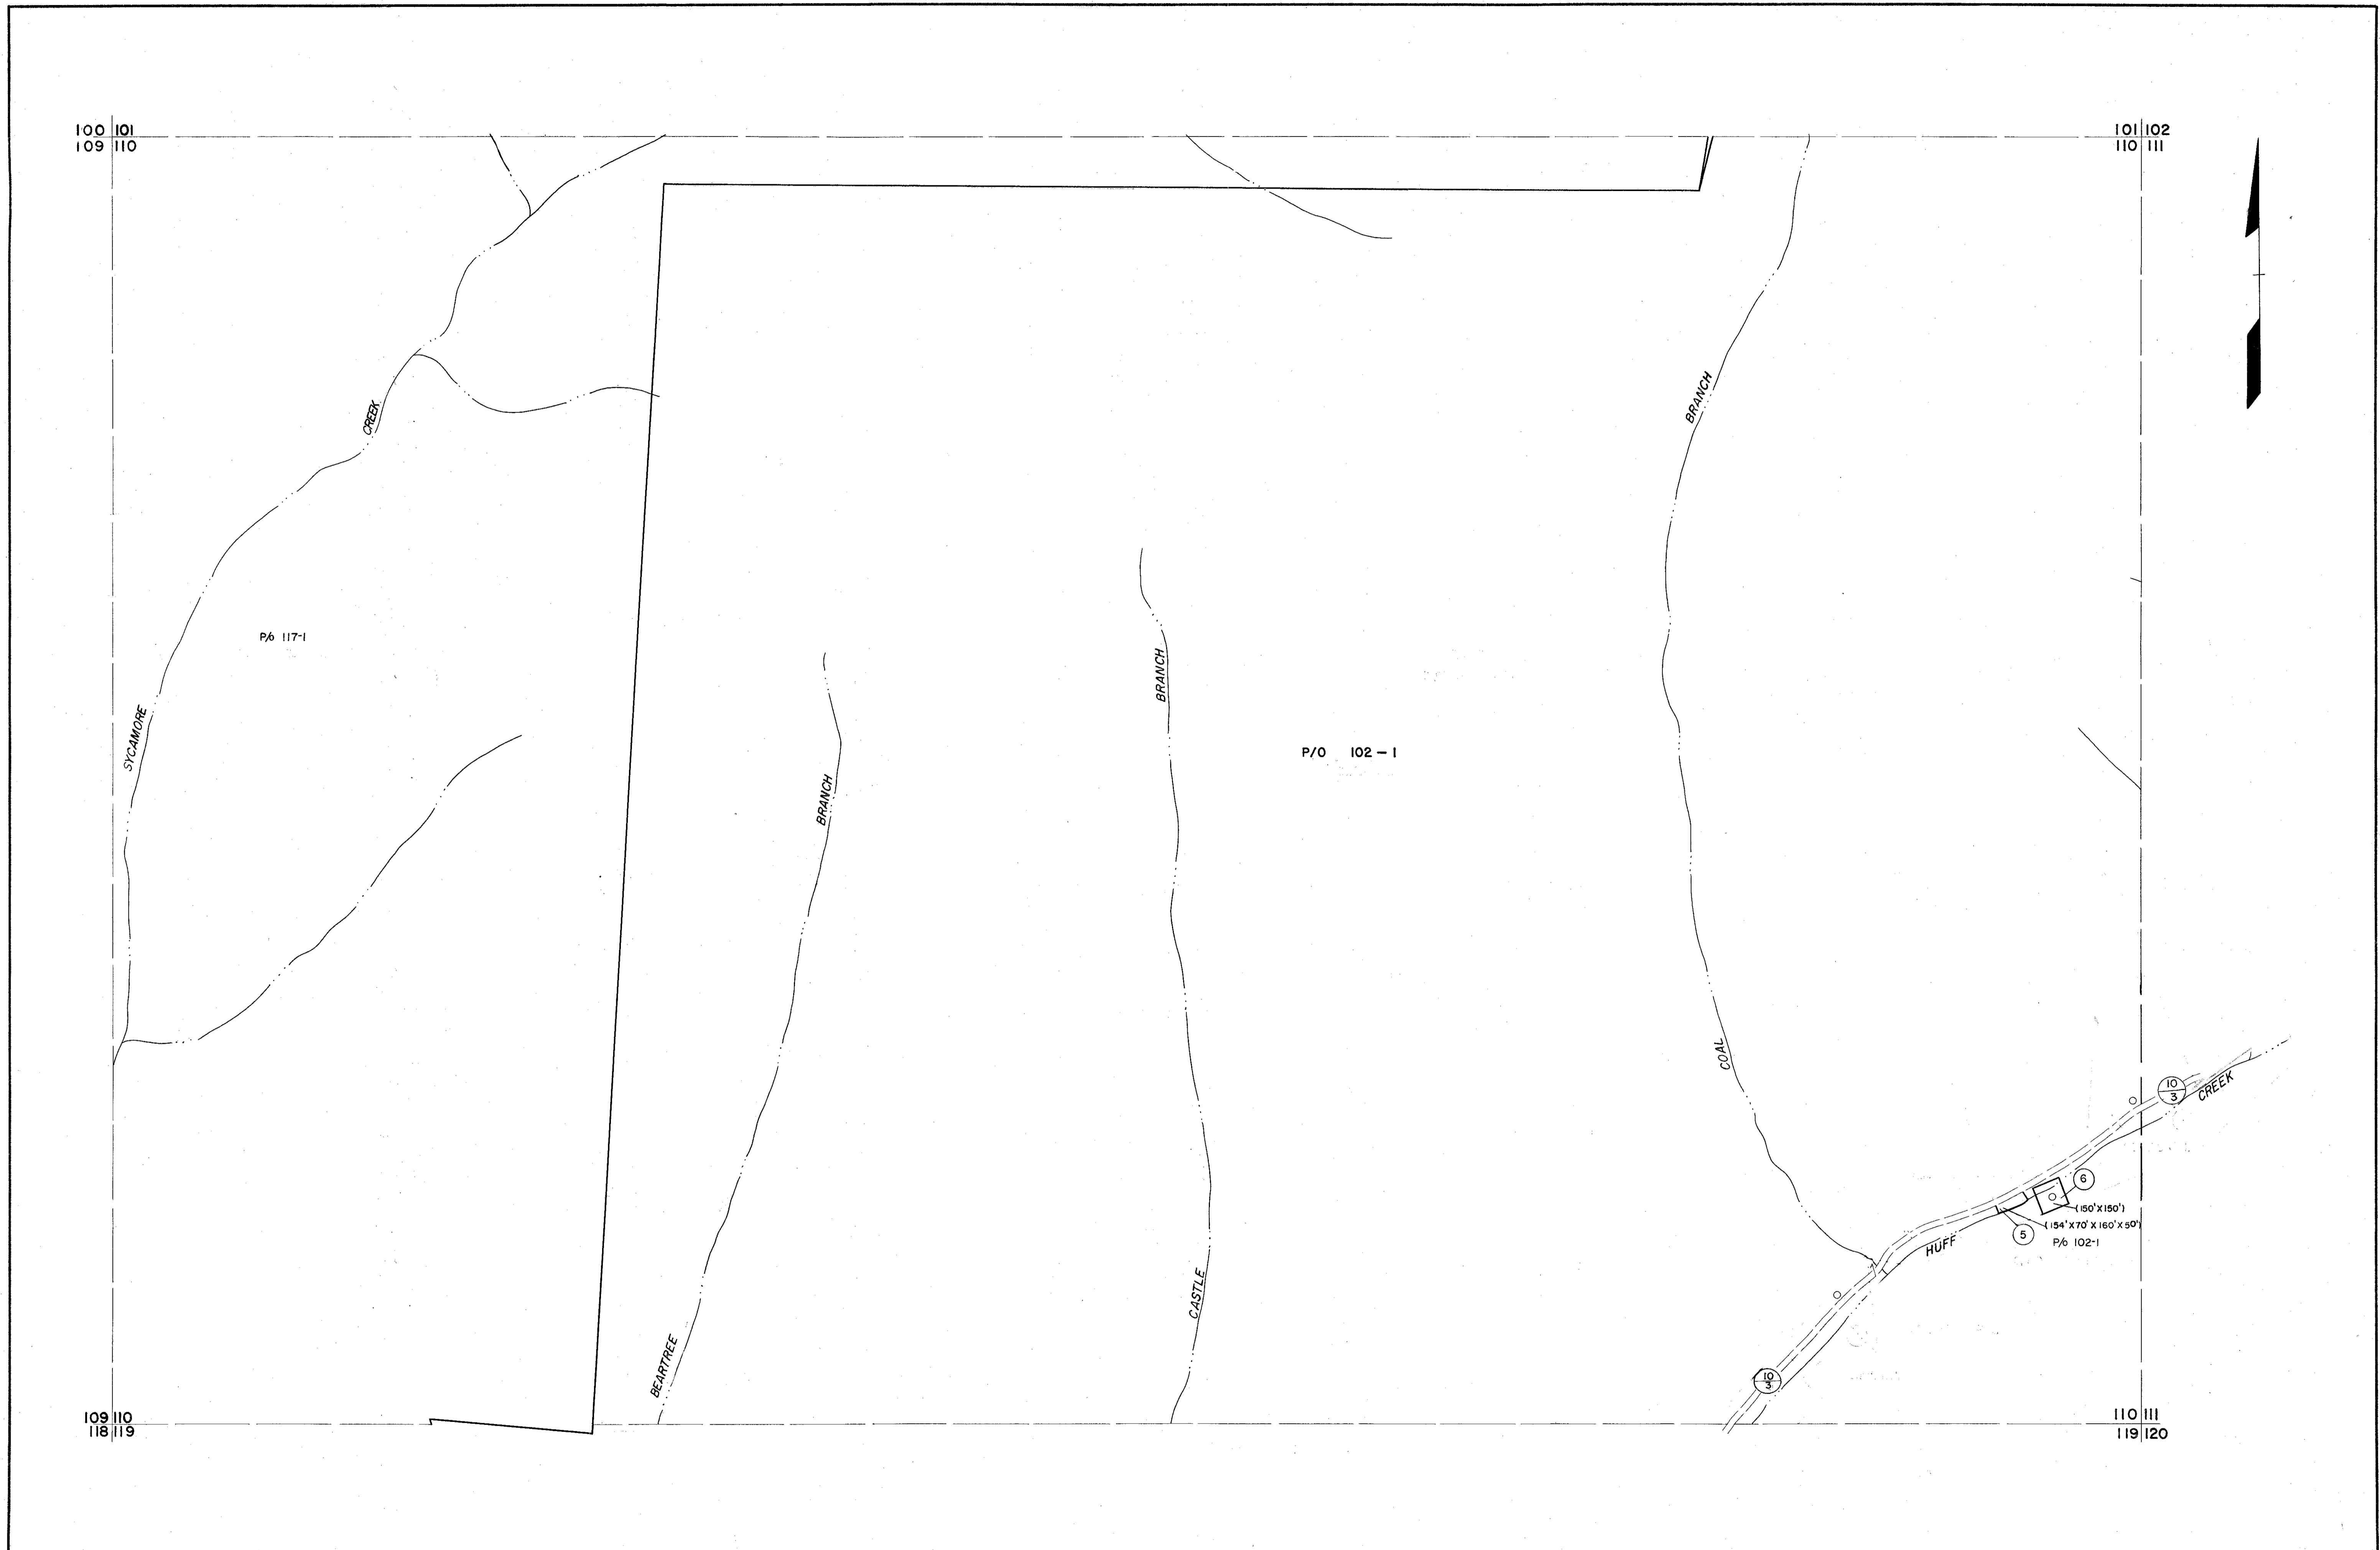 100 101
109 110
101 102
110 111
CREEK
BRANCH
P/O 117-1
BRANCH
SYCAMORE
P/O 102 - 1
BRANCH
COAL
10
3
CREEK
6
(150'X150')
(154'X70'X160'X50')
5
P/O 102-1
HUFF
CASTLE
BEARTREE
10
3
109 110
118 119
110 111
119 120